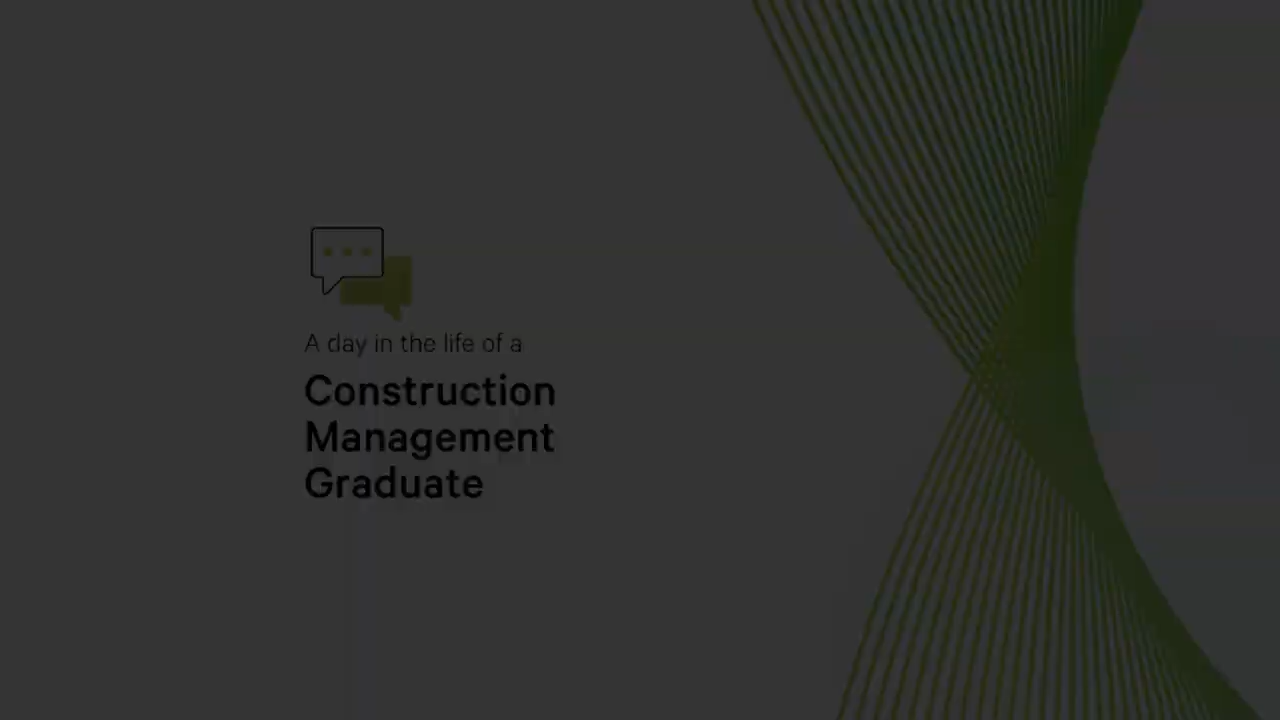 A day in the life of a
Construction
Management
Graduate